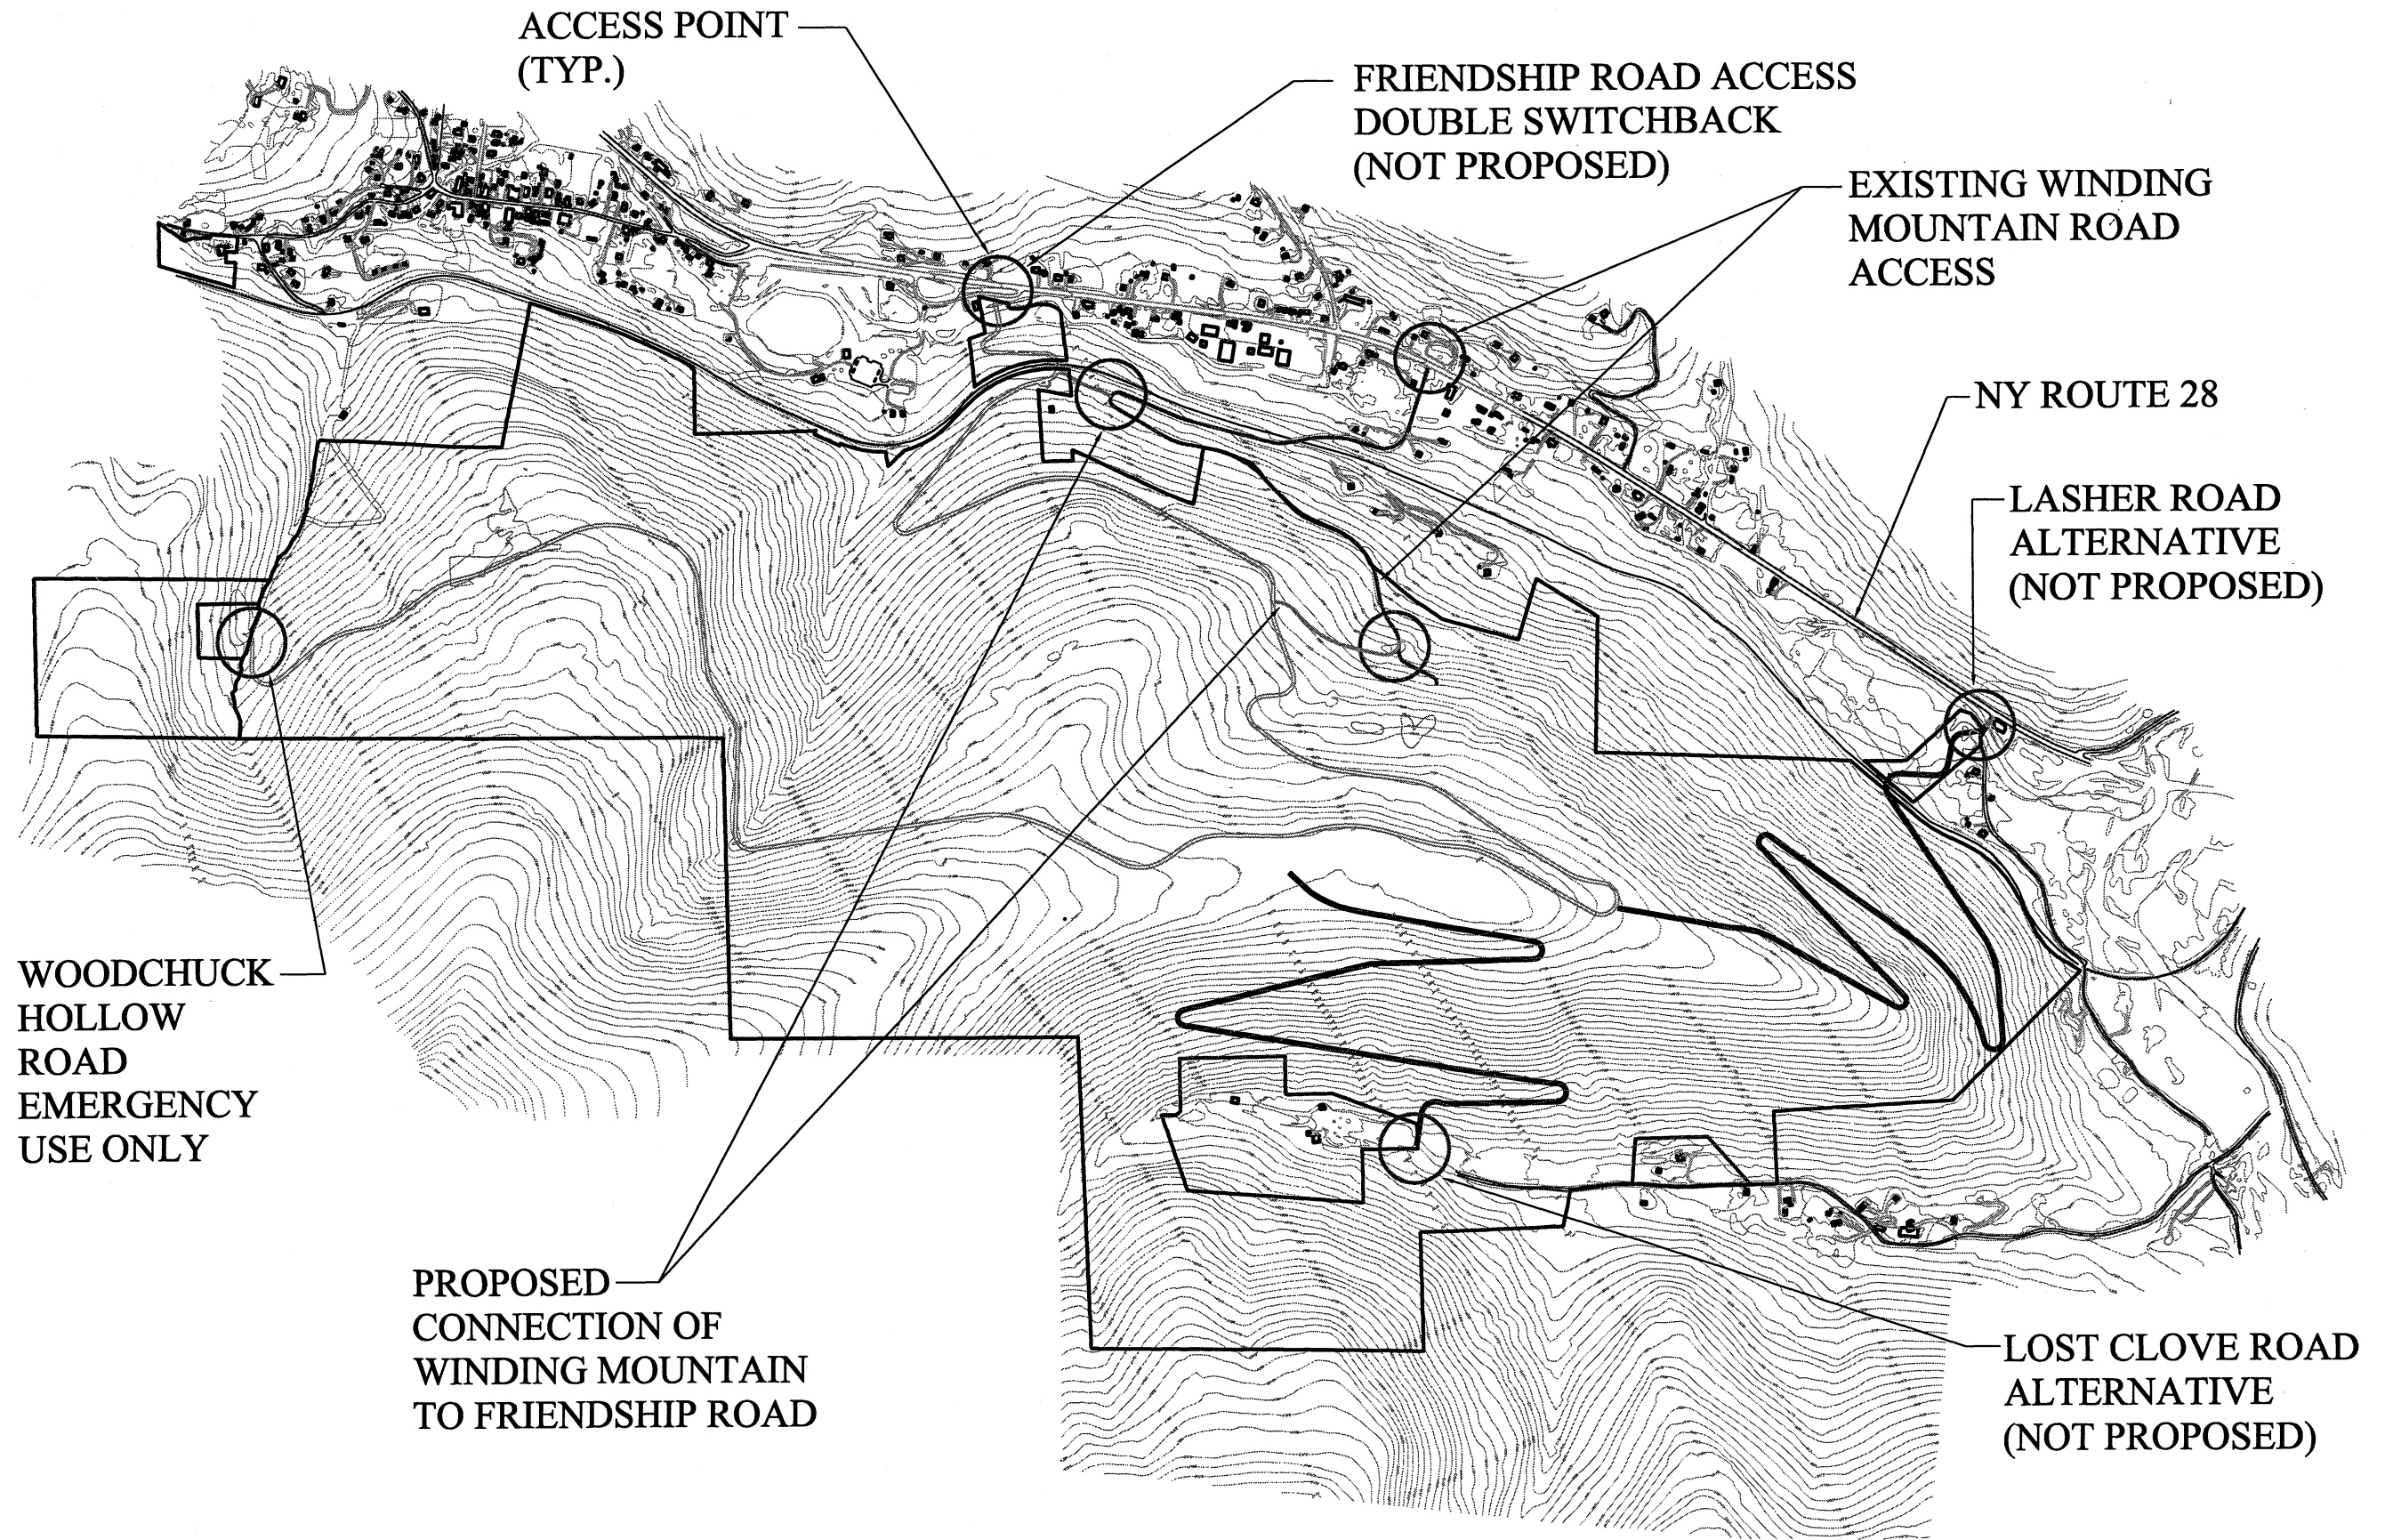 ACCESS POINT
(TYP.)
FRIENDSHIP ROAD ACCESS
DOUBLE SWITCHBACK
(NOT PROPOSED)
EXISTING WINDING
MOUNTAIN ROAD
ACCESS
NY ROUTE 28
LASHER ROAD
ALTERNATIVE
(NOT PROPOSED)
WOODCHUCK
HOLLOW
ROAD
EMERGENCY
USE ONLY
PROPOSED
CONNECTION OF
WINDING MOUNTAIN
TO FRIENDSHIP ROAD
LOST CLOVE ROAD
ALTERNATIVE
(NOT PROPOSED)